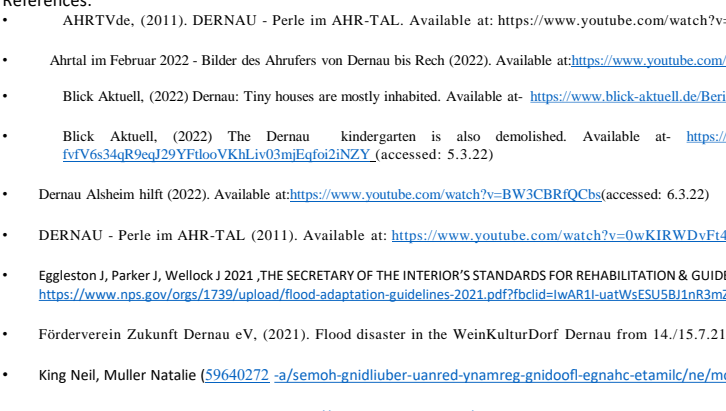 References:
• AHRTVde, (2011). DERNAU - Perle im AHR-TAL. Available at: https://www.youtube.com/watch?v=
• Ahrtal im Februar 2022 - Bilder des Ahrufers von Dernau bis Rech (2022). Available at:https://www.youtube.com/
• Blick Aktuell, (2022) Dernau: Tiny houses are mostly inhabited. Available at- https://www.blick-aktuell.de/Beri
• Blick Aktuell, (2022) The Dernau kindergarten is also demolished. Available at- https://
fvfV6s34qR9eqJ29YFtlooVKhLiv03mjEqfoi2iNZY (accessed: 5.3.22)
• Dernau Alsheim hilft (2022). Available at:https://www.youtube.com/watch?v=BW3CBRfQCbs(accessed: 6.3.22)
• DERNAU - Perle im AHR-TAL (2011). Available at: https://www.youtube.com/watch?v=0wKIRWDvFt4
• Eggleston J, Parker J, Wellock J 2021 ,THE SECRETARY OF THE INTERIOR'S STANDARDS FOR REHABILITATION & GUIDE
https://www.nps.gov/orgs/1739/upload/flood-adaptation-guidelines-2021.pdf?fbclid=IwAR1I-uatWsESU5BJ1nR3mZ
• Förderverein Zukunft Dernau eV, (2021). Flood disaster in the WeinKulturDorf Dernau from 14./15.7.21
• King Neil, Muller Natalie (59640272 -a/semoh-gnidliuber-uanred-ynamreg-gnidoofl-egnahc-etamilc/ne/mo